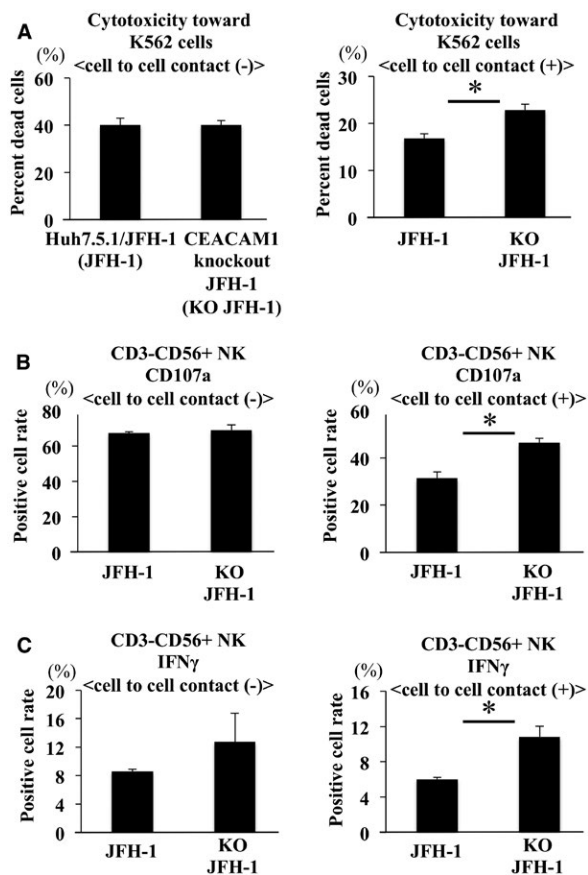 A
Cytotoxicity toward
K562 cells
<cell to cell contact (-)>
(%)
Percent dead cells
60
40
20
0
Huh7.5.1/JFH-1
(JFH-1)
CEACAM1
knockout
JFH-1
(KO JFH-1)
Cytotoxicity toward
K562 cells
<cell to cell contact (+)>
(%)
Percent dead cells
30
20
10
0
*
JFH-1
KO
JFH-1
B
CD3-CD56+ NK
CD107a
<cell to cell contact (-)>
(%)
Positive cell rate
80
60
40
20
0
JFH-1
KO
JFH-1
CD3-CD56+ NK
CD107a
<cell to cell contact (+)>
(%)
Positive cell rate
60
40
20
0
*
JFH-1
KO
JFH-1
C
CD3-CD56+ NK
IFNγ
<cell to cell contact (-)>
(%)
Positive cell rate
20
16
12
8
4
0
JFH-1
KO
JFH-1
CD3-CD56+ NK
IFNγ
<cell to cell contact (+)>
(%)
Positive cell rate
16
12
8
4
0
*
JFH-1
KO
JFH-1